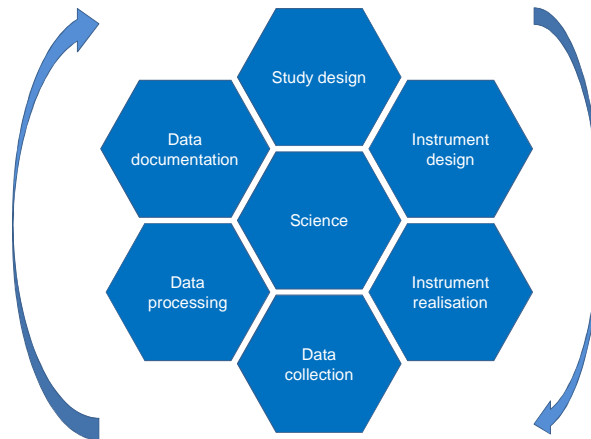 Study design
Data
documentation
Instrument
design
Science
Data
processing
Instrument
realisation
Data
collection